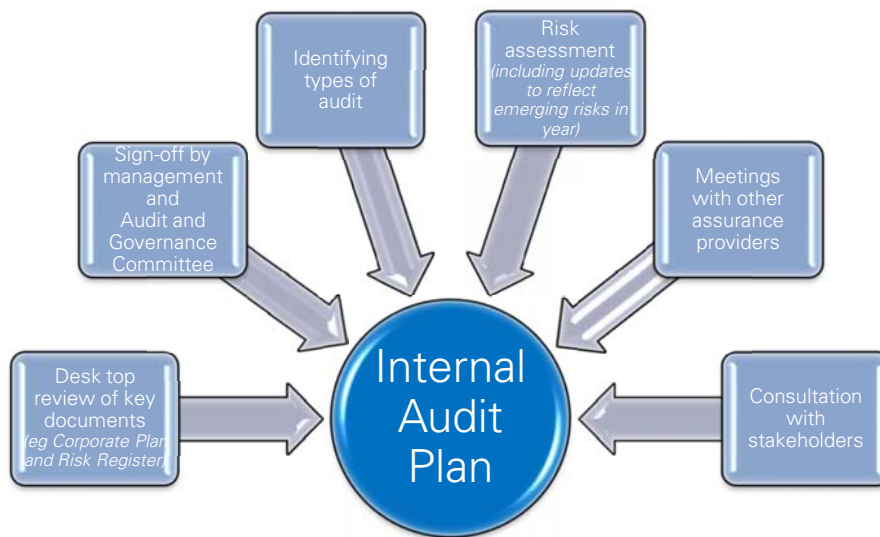 Identifying
types of
audit
Risk
assessment
(including updates
to reflect
emerging risks in
year)
Sign-off by
management
and
Audit and
Governance
Committee
Meetings
with other
assurance
providers
Desk top
review of key
documents
(eg Corporate Plan
and Risk Register)
Internal
Audit
Plan
Consultation
with
stakeholders